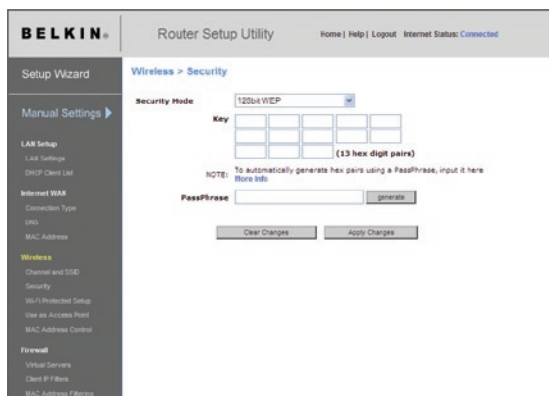 BELKIN®
Router Setup Utility
Home | Help | Logout Internet Status: Connected
Setup Wizard
Manual Settings
LAN Setup
LAN Settings
DHCP Client List
Internet WAN
Connection Type
DNS
MAC Address
Wireless
Channel and SSID
Security
Wi-Fi Protected Setup
Use as Access Point
MAC Address Control
Firewall
Virtual Servers
Client IP Filters
MAC Address Filtering
Wireless > Security
Security Mode 128bit WEP
Key
(13 hex digit pairs)
NOTE: To automatically generate hex pairs using a PassPhrase, input it here
More Info
PassPhrase generate
Clear Changes Apply Changes